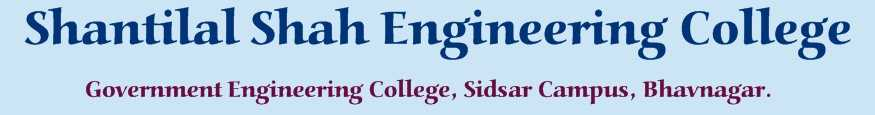 Shantilal Shah Engineering College
Government Engineering College, Sidsar Campus, Bhavnagar.